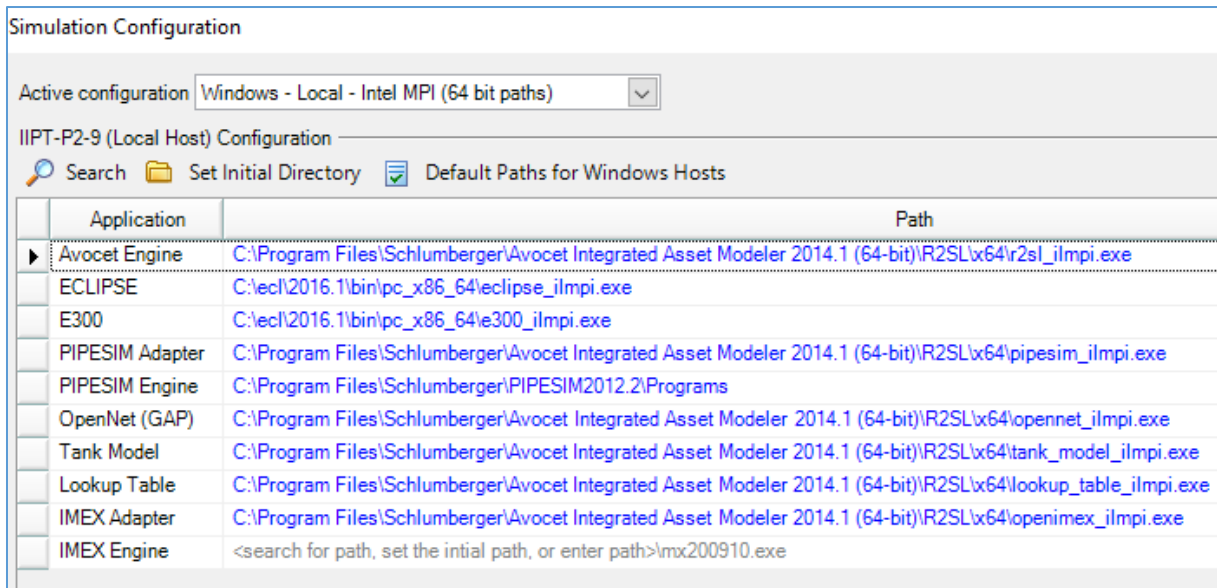 Simulation Configuration
Active configuration Windows - Local - Intel MPI (64 bit paths)
IIPT-P2-9 (Local Host) Configuration
Search Set Initial Directory Default Paths for Windows Hosts
Application Path
Avocet Engine C:\Program Files\Schlumberger\Avocet Integrated Asset Modeler 2014.1 (64-bit)\R2SL\x64\r2sl_ilmpi.exe
ECLIPSE C:\ecl\2016.1\bin\pc_x86_64\eclipse_ilmpi.exe
E300 C:\ecl\2016.1\bin\pc_x86_64\e300_ilmpi.exe
PIPESIM Adapter C:\Program Files\Schlumberger\Avocet Integrated Asset Modeler 2014.1 (64-bit)\R2SL\x64\pipesim_ilmpi.exe
PIPESIM Engine C:\Program Files\Schlumberger\PIPESIM2012.2\Programs
OpenNet (GAP) C:\Program Files\Schlumberger\Avocet Integrated Asset Modeler 2014.1 (64-bit)\R2SL\x64\opennet_ilmpi.exe
Tank Model C:\Program Files\Schlumberger\Avocet Integrated Asset Modeler 2014.1 (64-bit)\R2SL\x64\tank_model_ilmpi.exe
Lookup Table C:\Program Files\Schlumberger\Avocet Integrated Asset Modeler 2014.1 (64-bit)\R2SL\x64\lookup_table_ilmpi.exe
IMEX Adapter C:\Program Files\Schlumberger\Avocet Integrated Asset Modeler 2014.1 (64-bit)\R2SL\x64\openimex_ilmpi.exe
IMEX Engine <search for path, set the intial path, or enter path>\mx200910.exe